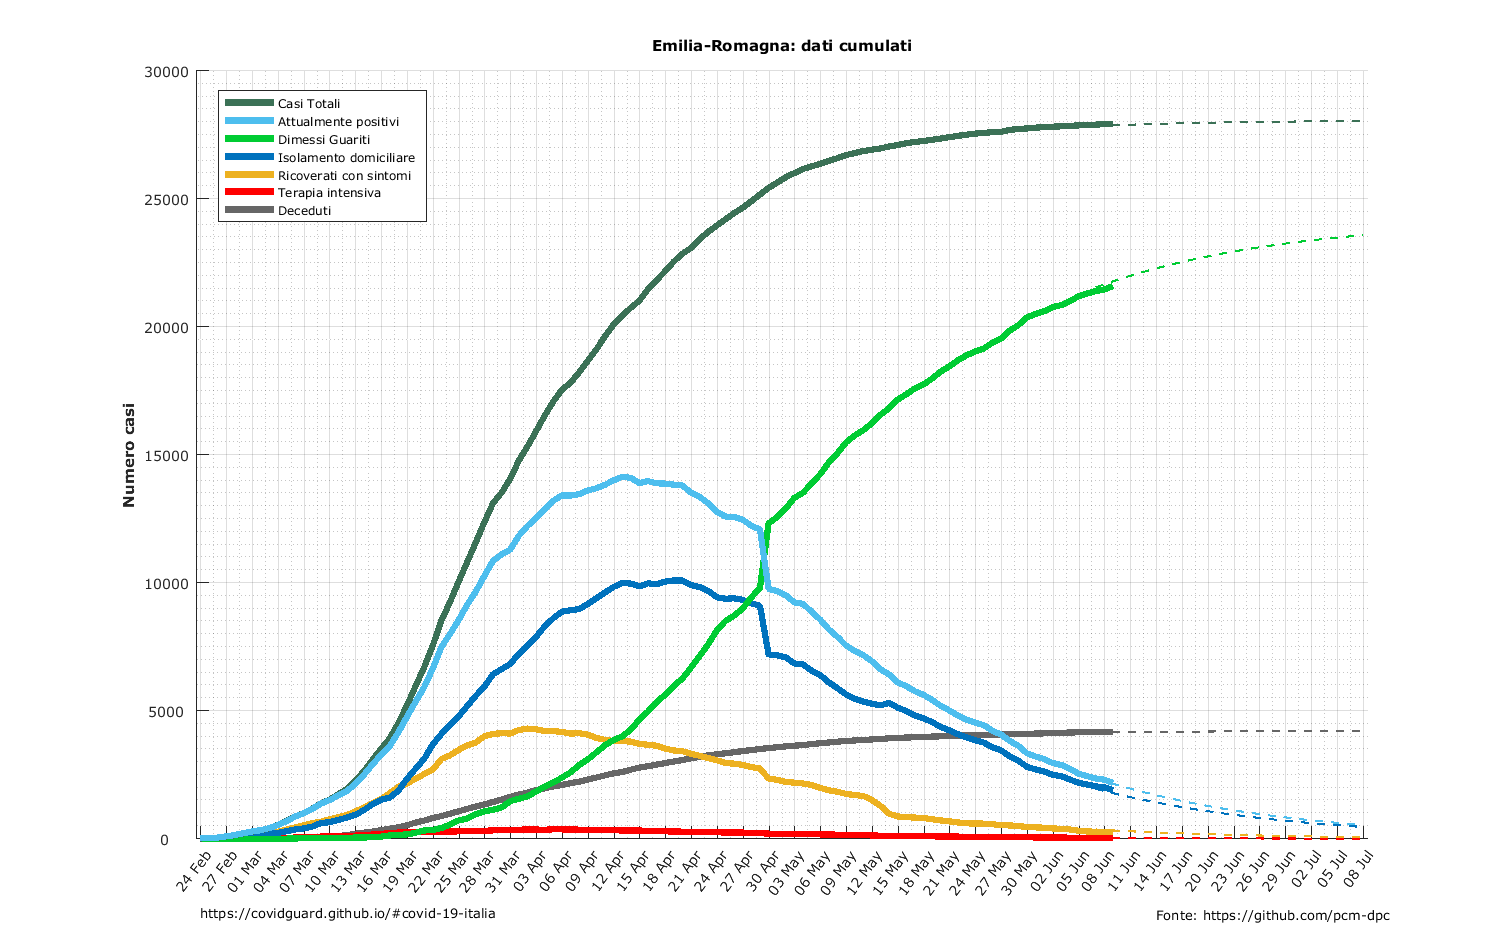 Emilia-Romagna: dati cumulati
30000
25000
20000
15000
10000
5000
0
Numero casi
Casi Totali
Attualmente positivi
Dimessi Guariti
Isolamento domiciliare
Ricoverati con sintomi
Terapia intensiva
Deceduti
24 Feb
27 Feb
01 Mar
04 Mar
07 Mar
10 Mar
13 Mar
16 Mar
19 Mar
22 Mar
25 Mar
28 Mar
31 Mar
03 Apr
06 Apr
09 Apr
12 Apr
15 Apr
18 Apr
21 Apr
24 Apr
27 Apr
30 Apr
03 May
06 May
09 May
12 May
15 May
18 May
21 May
24 May
27 May
30 May
02 Jun
05 Jun
08 Jun
11 Jun
14 Jun
17 Jun
20 Jun
23 Jun
26 Jun
29 Jun
02 Jul
05 Jul
08 Jul
https://covidguard.github.io/#covid-19-italia
Fonte: https://github.com/pcm-dpc